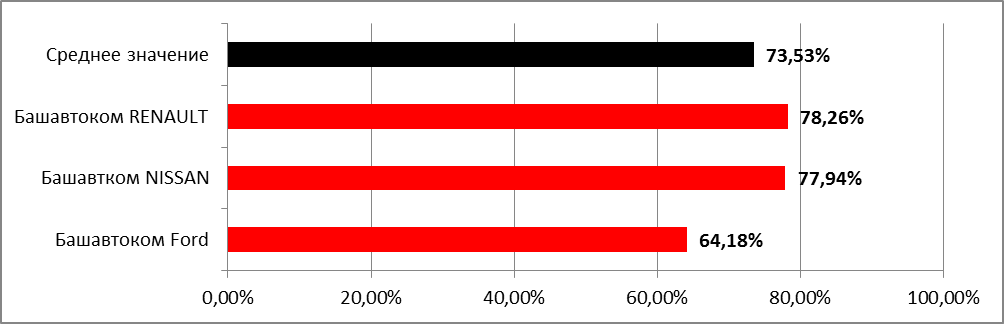 Среднее значение
73,53%
Башавтоком RENAULT
78,26%
Башавтком NISSAN
77,94%
Башавтоком Ford
64,18%
0,00%
20,00%
40,00%
60,00%
80,00%
100,00%